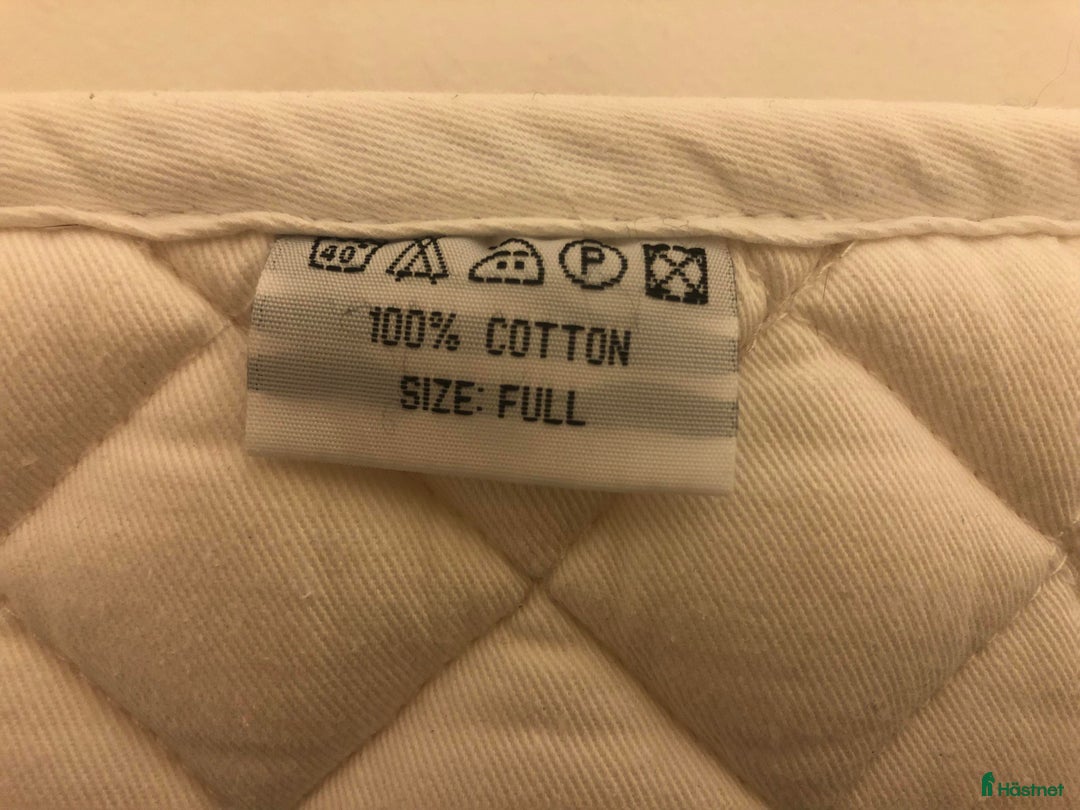 40
P
100% COTTON
SIZE: FULL
Hästnet